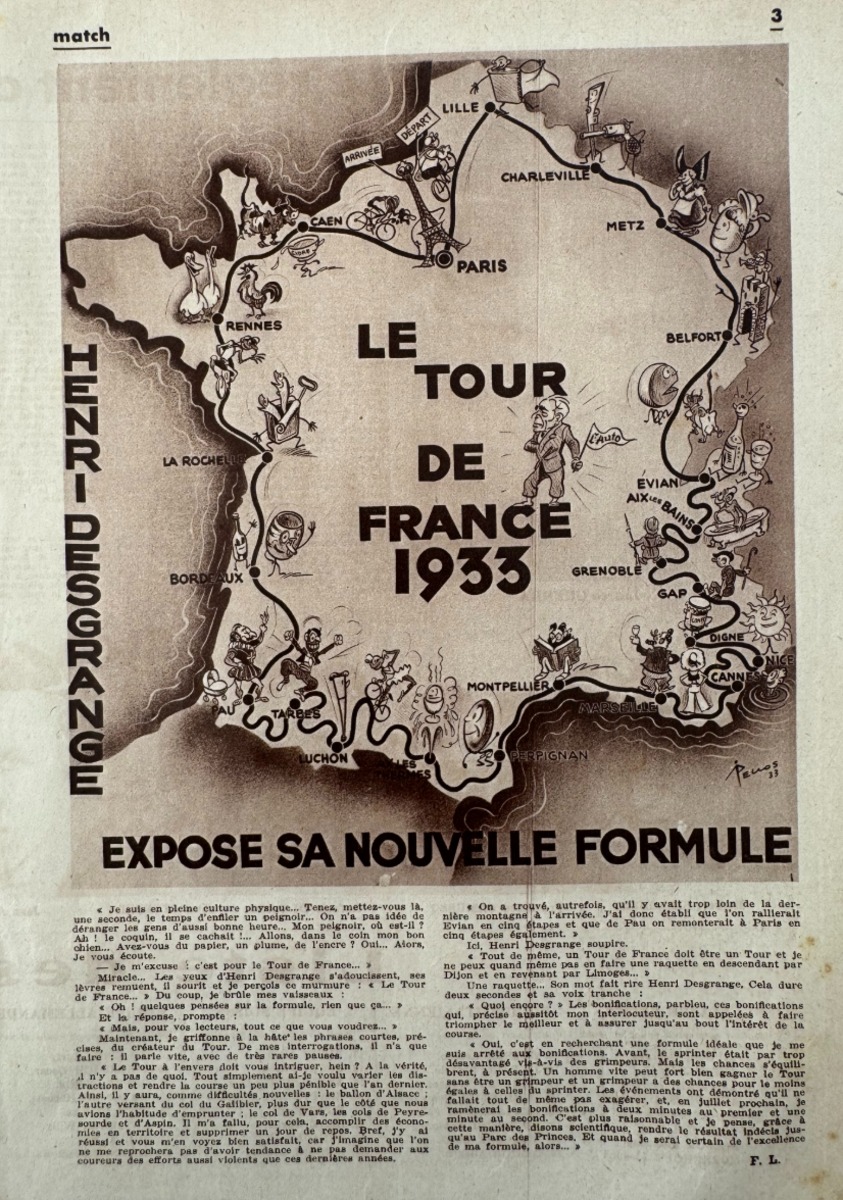 match
3
LILLE
DÉPART
ARRIVÉE
CHARLEVILLE
METZ
CAEN
CIDRE
PARIS
RENNES
BELFORT
LE
TOUR
DE
FRANCE
1933
L'Auto
HENRI DESGRANGE
LA ROCHELLE
ÉVIAN
AIX LES BAINS
BORDEAUX
GRENOBLE
GAP
DIGNE
NICE
CANNES
MONTPELLIER
MARSEILLE
PAU
TARBES
LUCHON
PERPIGNAN
PELLOS
33
EXPOSE SA NOUVELLE FORMULE
« Je suis en pleine culture physique... Tenez, mettez-vous là,
une seconde, le temps d'enfiler un peignoir... On n'a pas idée de
déranger les gens d'aussi bonne heure... Mon peignoir, où est-il ?
Ah ! le coquin, il se cachait !... Allons, dans le coin mon bon
chien... Avez-vous du papier, un plume, de l'encre ? Oui... Alors,
Je vous écoute.
— Je m'excuse : c'est pour le Tour de France... »
Miracle... Les yeux d'Henri Desgrange s'adoucissent, ses
lèvres remuent, il sourit et je perçois ce murmure : « Le Tour
de France... » Du coup, je brûle mes vaisseaux :
« Oh ! quelques pensées sur la formule, rien que ça... »
Et la réponse, prompte :
« Mais, pour vos lecteurs, tout ce que vous voudrez... »
Maintenant, je griffonne à la hâte les phrases courtes, pré-
cises, du créateur du Tour. De mes interrogations, il n'a que
faire : il parle vite, avec de très rares pauses.
« Le Tour à l'envers doit vous intriguer, hein ? A la vérité,
il n'y a pas de quoi. Tout simplement ai-je voulu varier les dis-
tractions et rendre la course un peu plus pénible que l'an dernier.
Ainsi, il y aura, comme difficultés nouvelles : le ballon d'Alsace ;
l'autre versant du col du Galibier, plus dur que le côté que nous
avions l'habitude d'emprunter ; le col de Vars, les cols de Peyre-
sourde et d'Aspin. Il m'a fallu, pour cela, accomplir des écono-
mies en territoire et supprimer un jour de repos. Bref, j'y ai
réussi et vous m'en voyez bien satisfait, car j'imagine que l'on
ne me reprochera pas d'avoir tendance à ne pas demander aux
coureurs des efforts aussi violents que ces dernières années.
« On a trouvé, autrefois, qu'il y avait trop loin de la der-
nière montagne à l'arrivée. J'ai donc établi que l'on rallierait
Evian en cinq étapes et que de Pau on remonterait à Paris en
cinq étapes également. »
Ici, Henri Desgrange soupire.
« Tout de même, un Tour de France doit être un Tour et je
ne peux quand même pas en faire une raquette en descendant par
Dijon et en revenant par Limoges... »
Une raquette... Son mot fait rire Henri Desgrange. Cela dure
deux secondes et sa voix tranche :
« Quoi encore ? » Les bonifications, parbleu, ces bonifications
qui, précise aussitôt mon interlocuteur, sont appelées à faire
triompher le meilleur et à assurer jusqu'au bout l'intérêt de la
course.
« Oui, c'est en recherchant une formule idéale que je me
suis arrêté aux bonifications. Avant, le sprinter était par trop
désavantagé vis-à-vis des grimpeurs. Mais les chances s'équili-
brent, à présent. Un homme vite peut fort bien gagner le Tour
sans être un grimpeur et un grimpeur a des chances pour le moins
égales à celles du sprinter. Les événements ont démontré qu'il ne
fallait tout de même pas exagérer et, en juillet prochain, je
ramènerai les bonifications à deux minutes au premier et une
minute au second. C'est plus raisonnable et je pense, grâce à
cette manière, disons scientifique, rendre le résultat indécis jus-
qu'au Parc des Princes. Et quand je serai certain de l'excellence
de ma formule, alors... »
F. L.